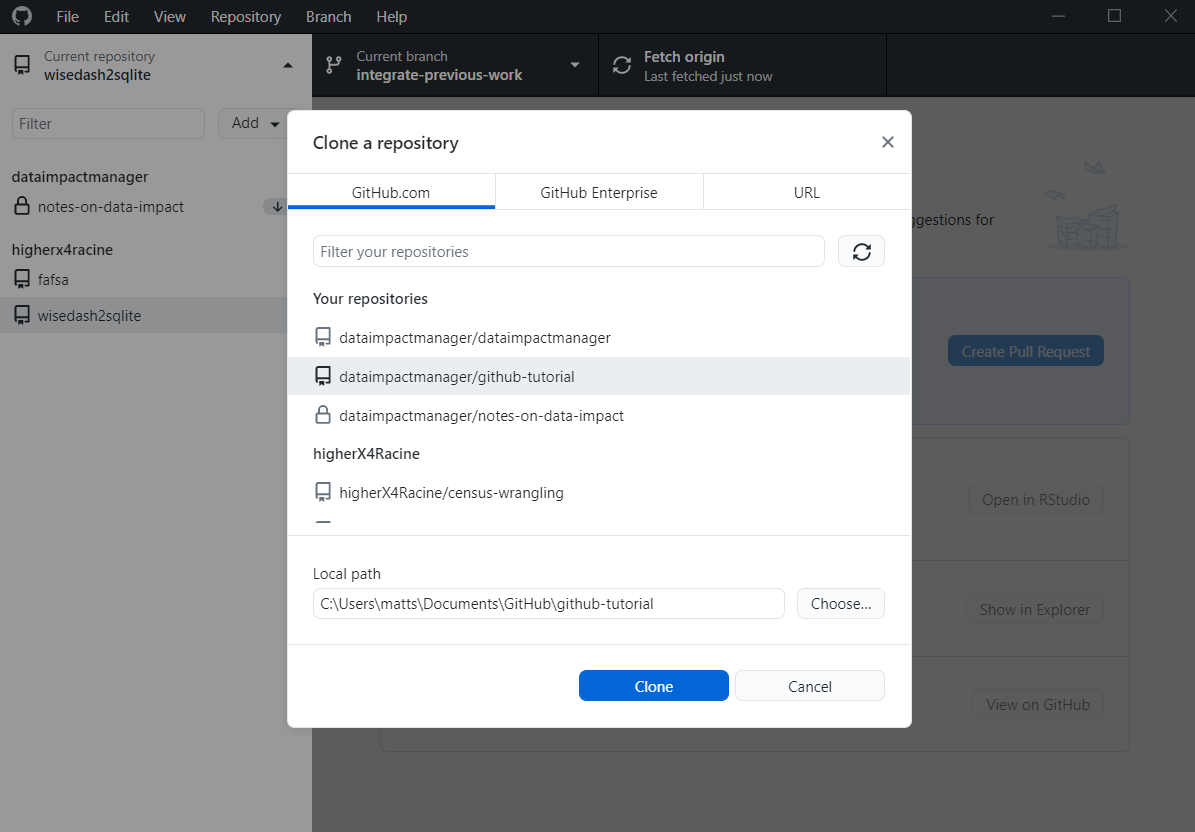 File Edit View Repository Branch Help
Current repository
wisedash2sqlite
Current branch
integrate-previous-work
Fetch origin
Last fetched just now
Filter
Add
dataimpactmanager
notes-on-data-impact
higherx4racine
fafsa
wisedash2sqlite
Clone a repository
GitHub.com
GitHub Enterprise
URL
Filter your repositories
Your repositories
dataimpactmanager/dataimpactmanager
dataimpactmanager/github-tutorial
dataimpactmanager/notes-on-data-impact
higherX4Racine
higherX4Racine/census-wrangling
Local path
C:\Users\matts\Documents\GitHub\github-tutorial
Choose...
Clone
Cancel
ggestions for
Create Pull Request
Open in RStudio
Show in Explorer
View on GitHub